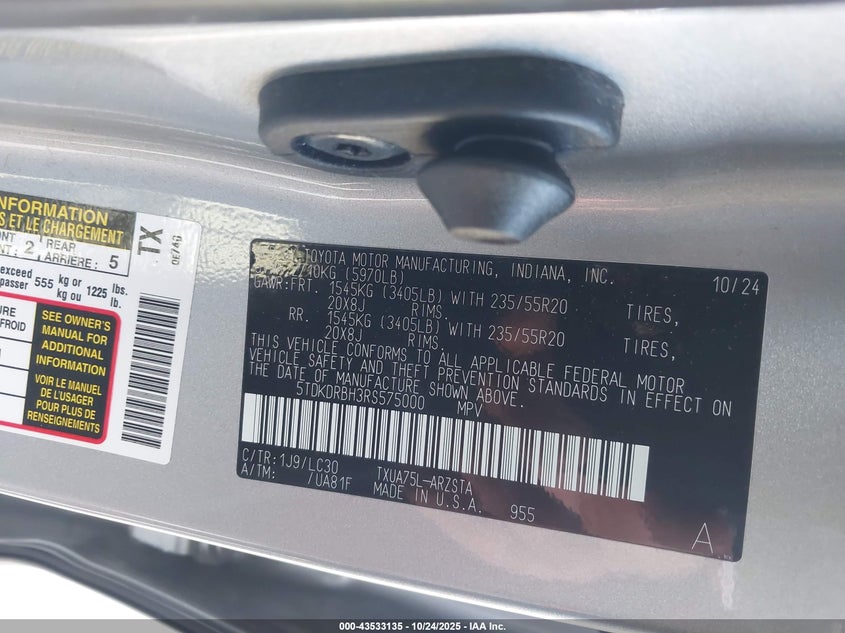 INFORMATION
S ET LE CHARGEMENT
2 REAR
ARRIÈRE: 5
exceed
passer 555 kg or 1225 lbs.
kg ou lb.
FROID
SEE OWNER'S
MANUAL FOR
ADDITIONAL
INFORMATION
VOIR LE MANUEL
DE L'USAGER
POUR PLUS DE
RENSEIGNEMENTS
TX
0E740
TOYOTA MOTOR MANUFACTURING, INDIANA, INC. 10/24
710KG (5970LB)
GAWR:FRT. 1545KG (3405LB) WITH 235/55R20 TIRES,
20X8J RIMS.
RR. 1545KG (3405LB) WITH 235/55R20 TIRES,
20X8J RIMS.
THIS VEHICLE CONFORMS TO ALL APPLICABLE FEDERAL MOTOR
VEHICLE SAFETY AND THEFT PREVENTION STANDARDS IN EFFECT ON
THE DATE OF MANUFACTURE SHOWN ABOVE.
5TDKDRBH3RS575000 MPV
C/TR:1J9/LC30 TXUA75L-ARZSTA
A/TM: /UA81F MADE IN U.S.A. 955
A
000-43533135 - 10/24/2025 - IAA Inc.